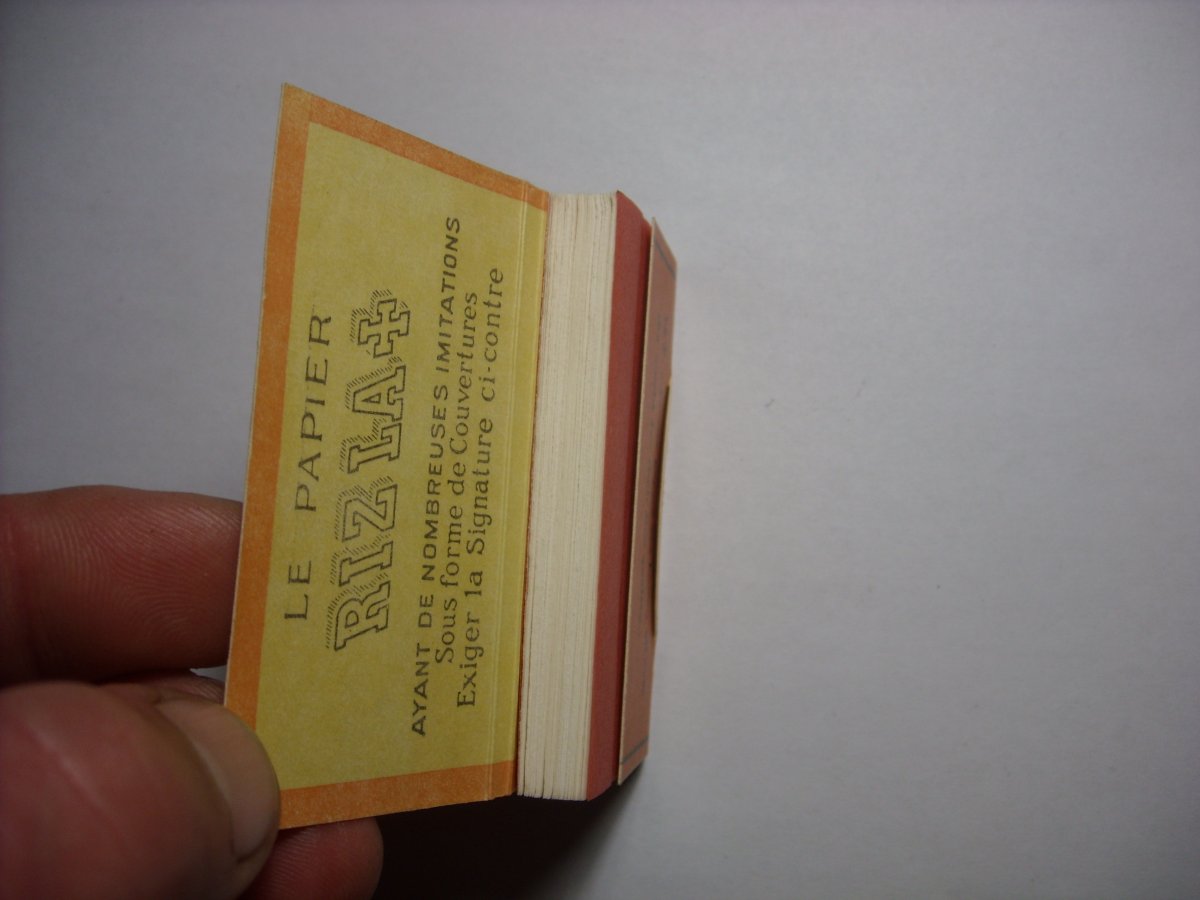 LE PAPIER
RIZ LA+
AYANT DE NOMBREUSES IMITATIONS
Sous forme de Couvertures
Exiger la Signature ci-contre